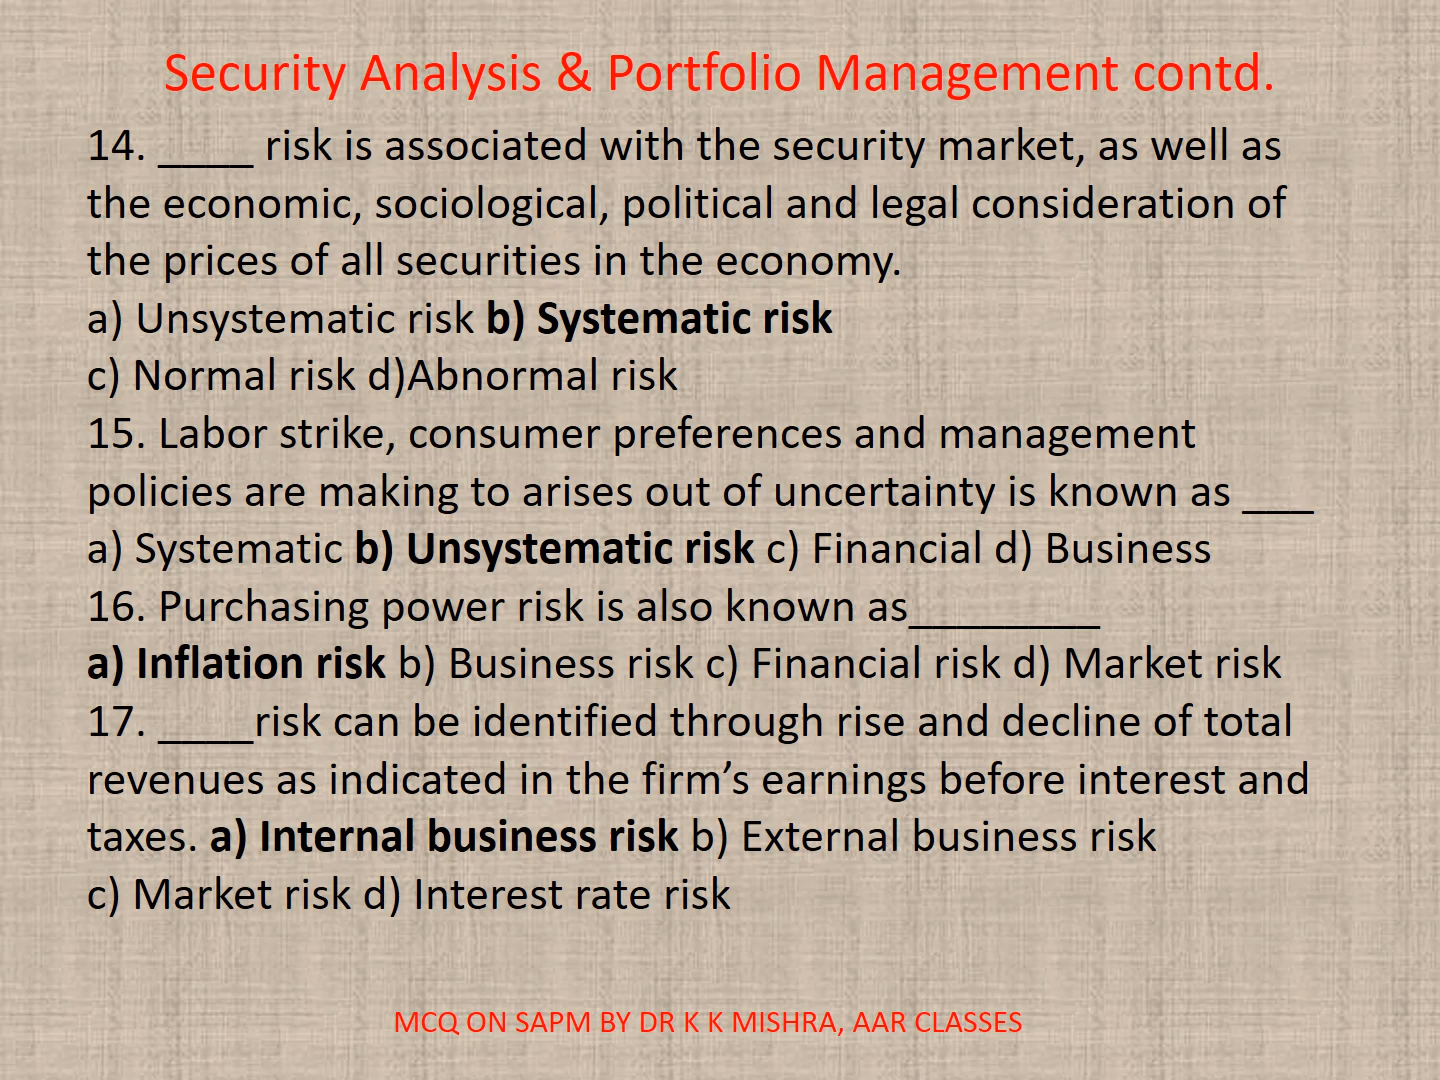 Security Analysis & Portfolio Management contd.
14. ____ risk is associated with the security market, as well as
the economic, sociological, political and legal consideration of
the prices of all securities in the economy.
a) Unsystematic risk b) Systematic risk
c) Normal risk d)Abnormal risk
15. Labor strike, consumer preferences and management
policies are making to arises out of uncertainty is known as ___
a) Systematic b) Unsystematic risk c) Financial d) Business
16. Purchasing power risk is also known as________
a) Inflation risk b) Business risk c) Financial risk d) Market risk
17. ____risk can be identified through rise and decline of total
revenues as indicated in the firm’s earnings before interest and
taxes. a) Internal business risk b) External business risk
c) Market risk d) Interest rate risk
MCQ ON SAPM BY DR K K MISHRA, AAR CLASSES